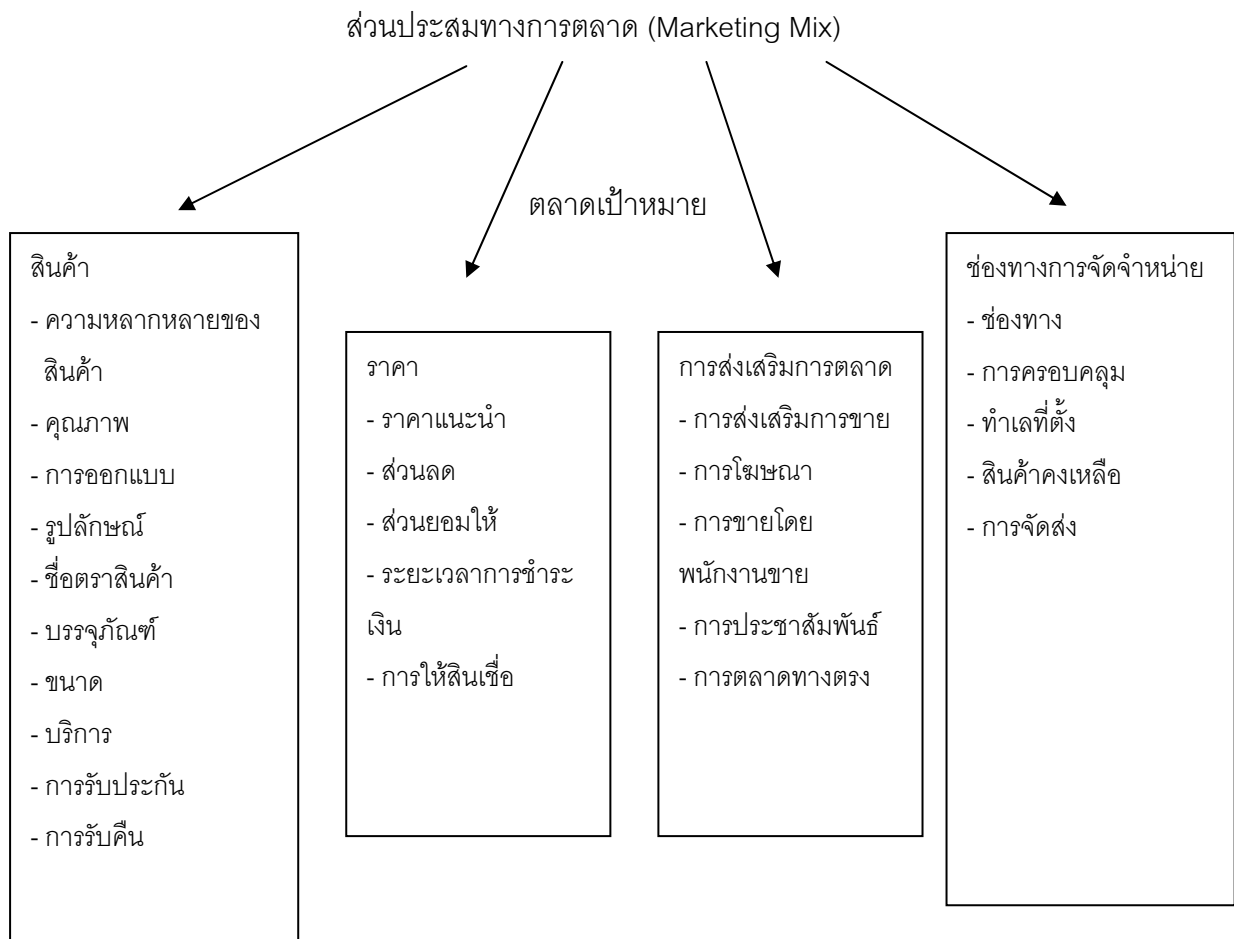 ส่วนประสมทางการตลาด (Marketing Mix)
ตลาดเป้าหมาย
สินค้า
- ความหลากหลายของ
สินค้า
- คุณภาพ
- การออกแบบ
- รูปลักษณ์
- ชื่อตราสินค้า
- บรรจุภัณฑ์
- ขนาด
- บริการ
- การรับประกัน
- การรับคืน
ราคา
- ราคาแนะนำ
- ส่วนลด
- ส่วนยอมให้
- ระยะเวลาการชำระ
เงิน
- การให้สินเชื่อ
การส่งเสริมการตลาด
- การส่งเสริมการขาย
- การโฆษณา
- การขายโดย
พนักงานขาย
- การประชาสัมพันธ์
- การตลาดทางตรง
ช่องทางการจัดจำหน่าย
- ช่องทาง
- การครอบคลุม
- ทำเลที่ตั้ง
- สินค้าคงเหลือ
- การจัดส่ง